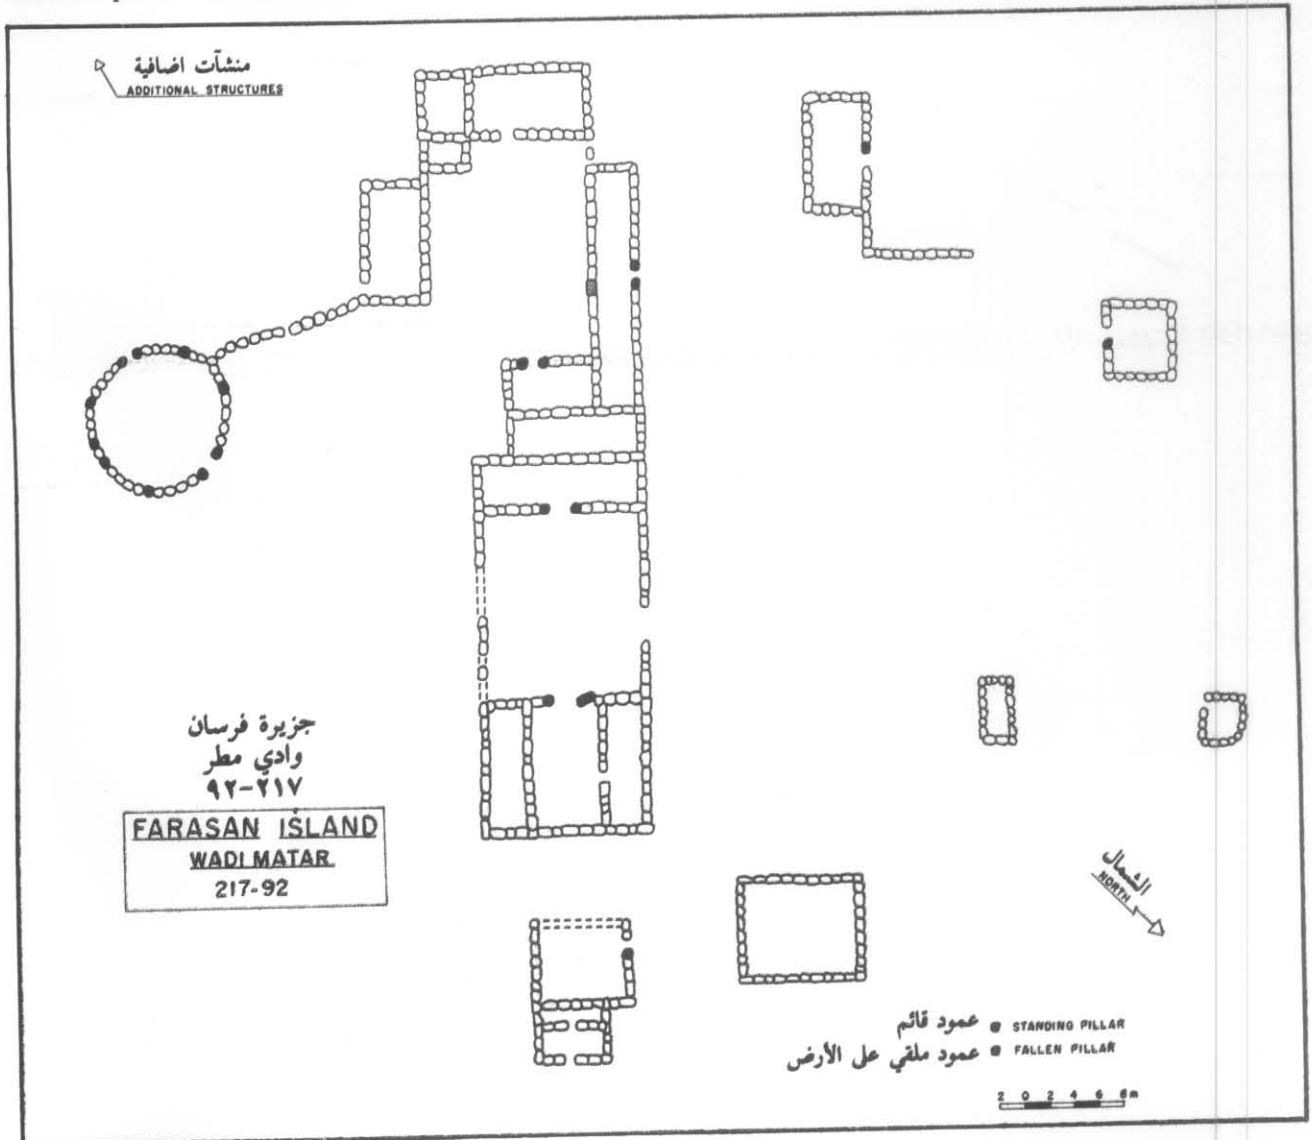 منشآت اضافية
ADDITIONAL STRUCTURES
جزيرة فرسان
وادي مطر
٢١٧-٩٢
FARASAN ISLAND
WADI MATAR
217-92
الشمال
NORTH
عمود قائم STANDING PILLAR
عمود ملقي على الأرض FALLEN PILLAR
2 0 2 4 6 8m